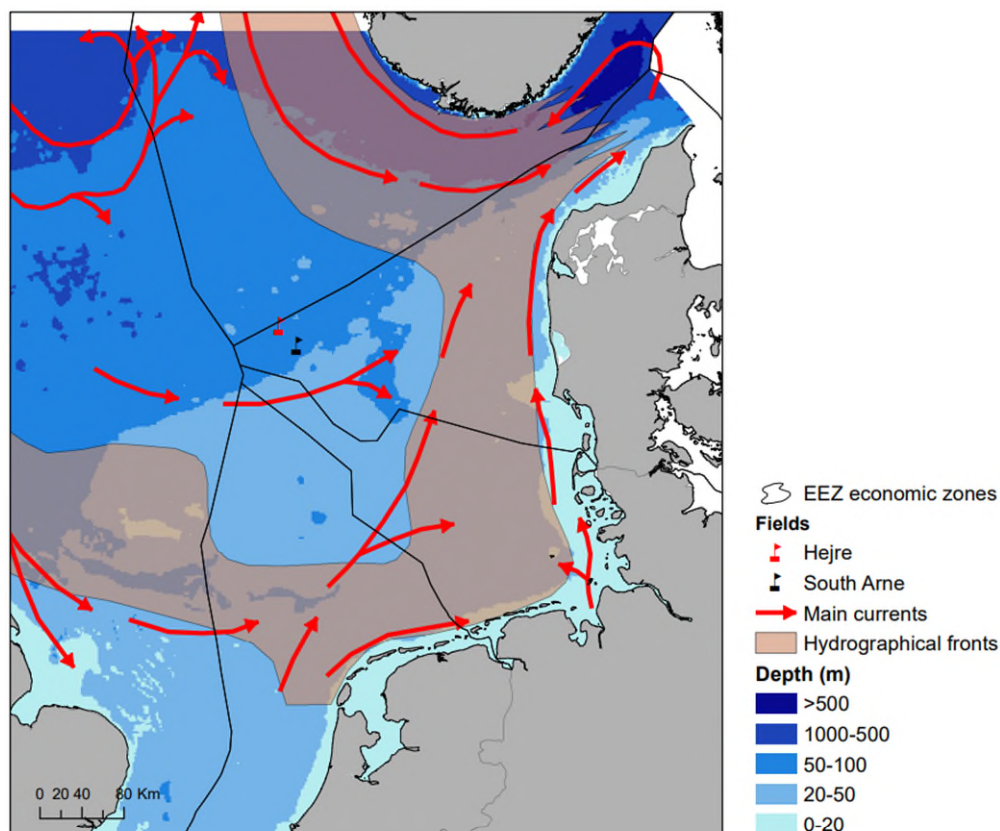 EEZ economic zones
Fields
Hejre
South Arne
Main currents
Hydrographical fronts
Depth (m)
>500
1000-500
50-100
20-50
0-20
0 20 40 80 Km